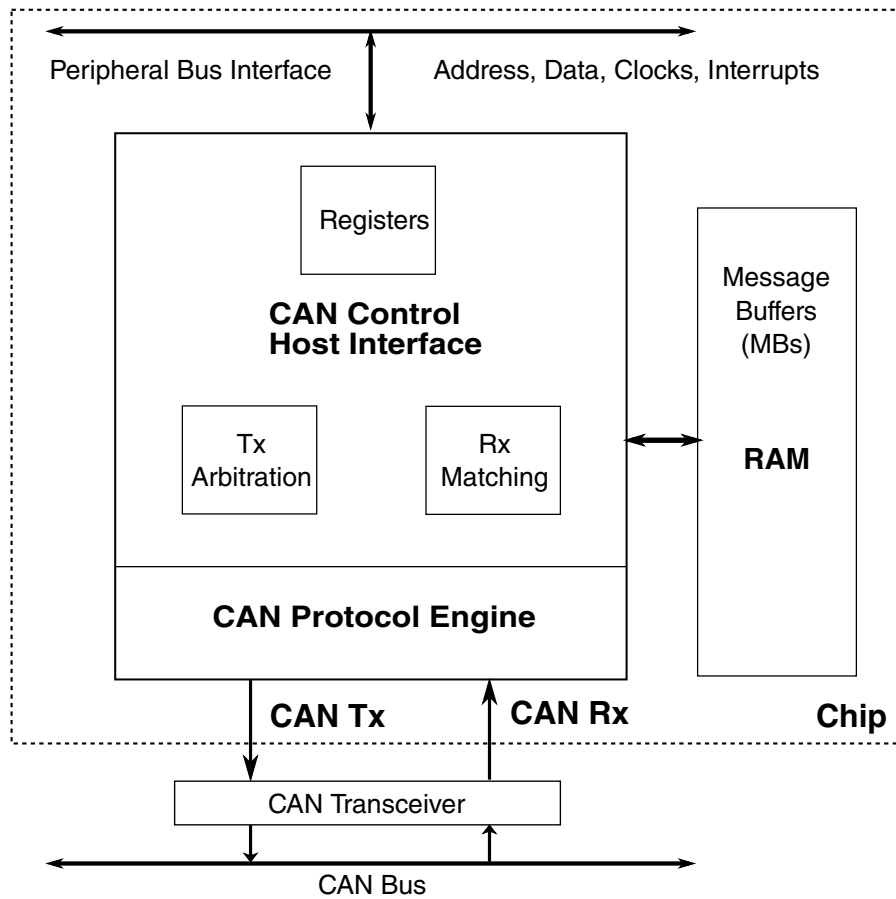 Peripheral Bus Interface
Address, Data, Clocks, Interrupts
Registers
CAN Control
Host Interface
Tx
Arbitration
Rx
Matching
Message
Buffers
(MBs)
RAM
CAN Protocol Engine
CAN Tx
CAN Rx
Chip
CAN Transceiver
CAN Bus